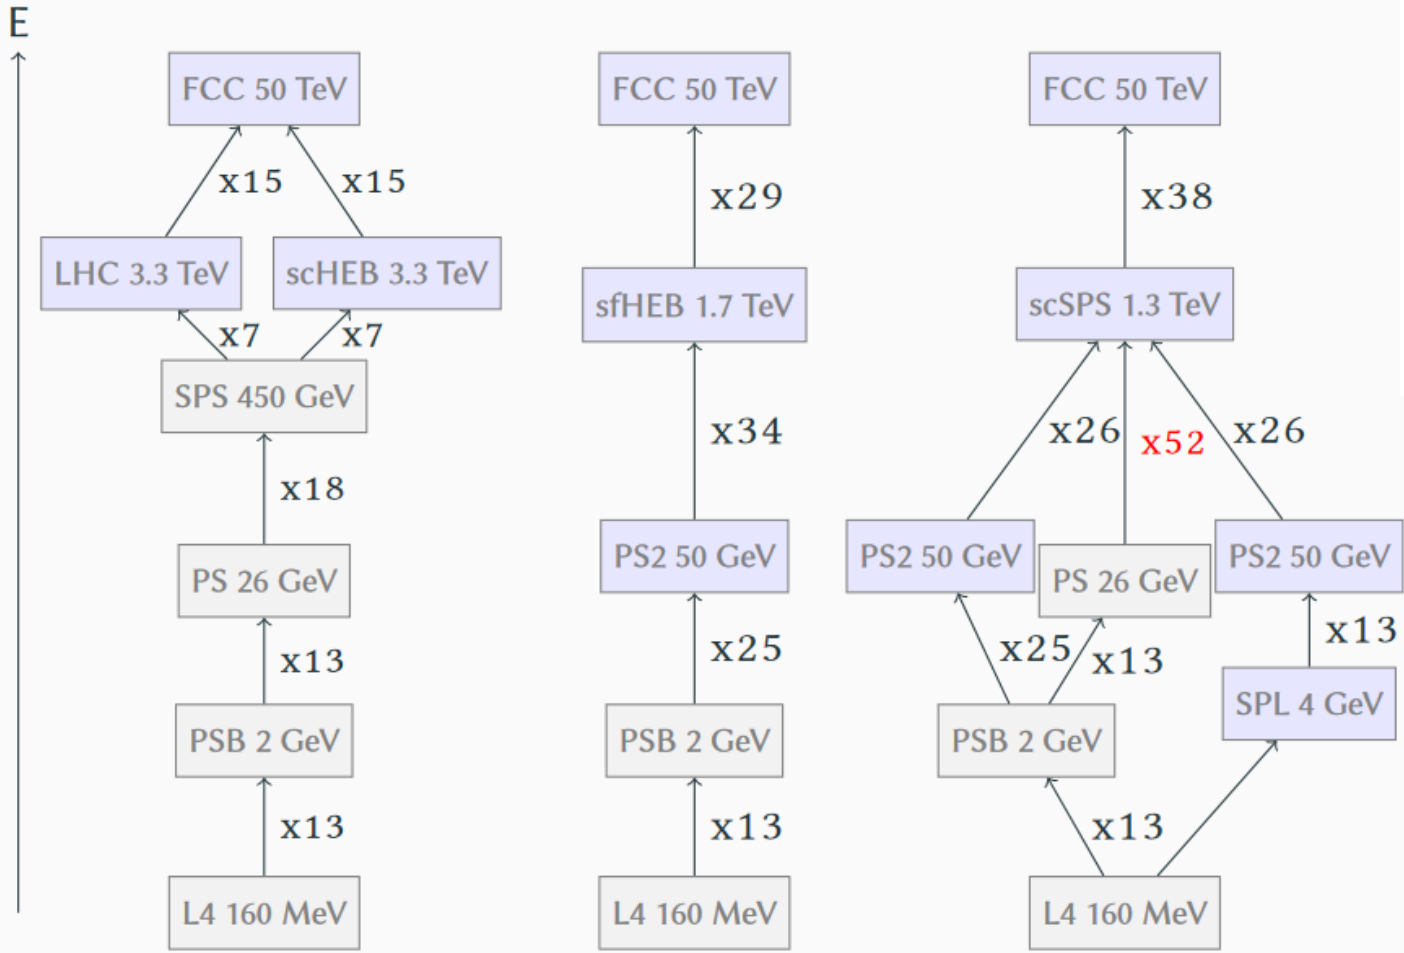 E
FCC 50 TeV
x15
x15
LHC 3.3 TeV
scHEB 3.3 TeV
x7
x7
SPS 450 GeV
x18
PS 26 GeV
x13
PSB 2 GeV
x13
L4 160 MeV
FCC 50 TeV
x29
sfHEB 1.7 TeV
x34
PS2 50 GeV
x25
PSB 2 GeV
x13
L4 160 MeV
FCC 50 TeV
x38
scSPS 1.3 TeV
x26
x52
x26
PS2 50 GeV
PS 26 GeV
PS2 50 GeV
x25
x13
x13
PSB 2 GeV
SPL 4 GeV
x13
L4 160 MeV